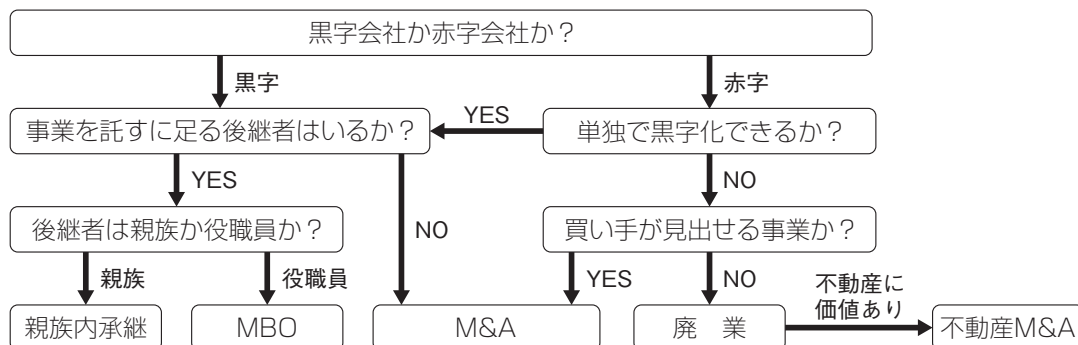 黒字会社か赤字会社か？
黒字
赤字
事業を託すに足る後継者はいるか？
YES
単独で黒字化できるか？
YES
NO
NO
後継者は親族か役職員か？
買い手が見出せる事業か？
親族
役職員
YES
NO
不動産に
価値あり
親族内承継
MBO
M&A
廃　業
不動産M&A